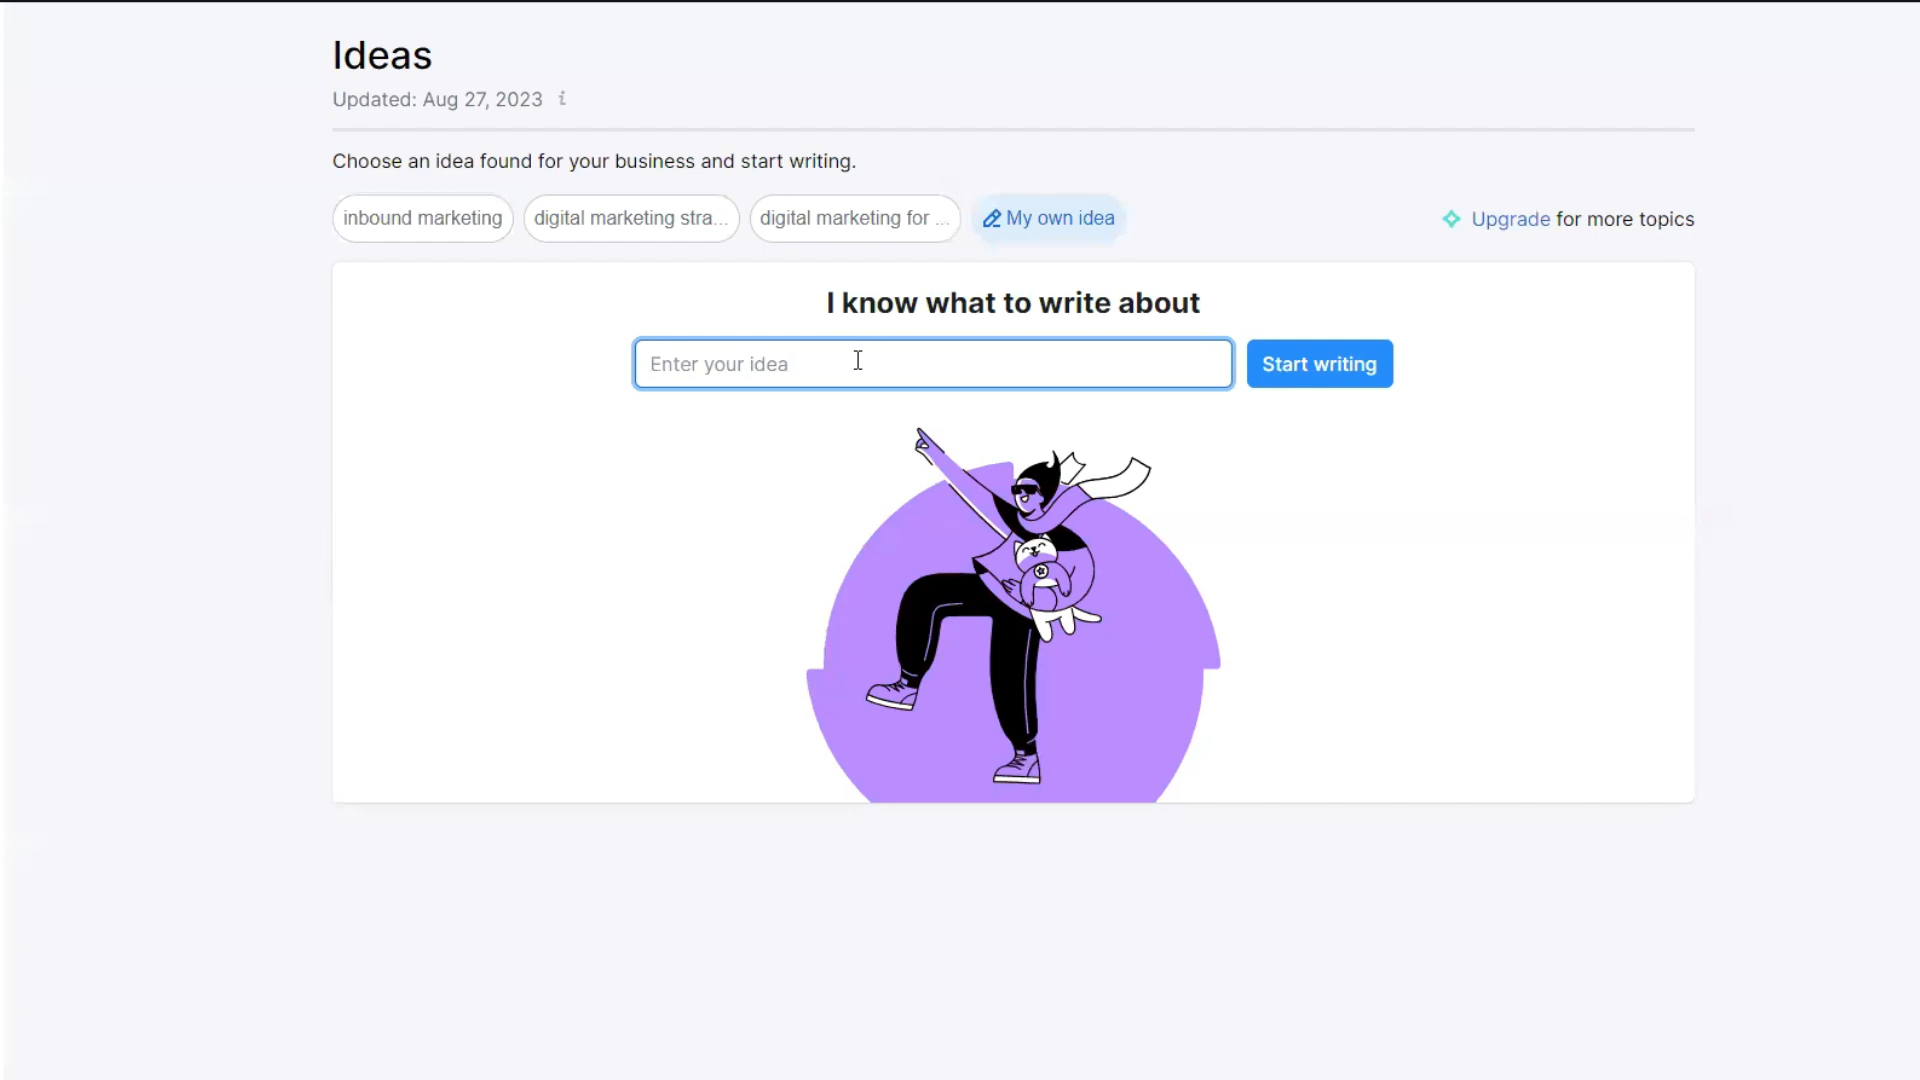 Ideas
Updated: Aug 27, 2023 i
Choose an idea found for your business and start writing.
inbound marketing digital marketing stra... digital marketing for ... My own idea Upgrade for more topics
I know what to write about
Enter your idea Start writing